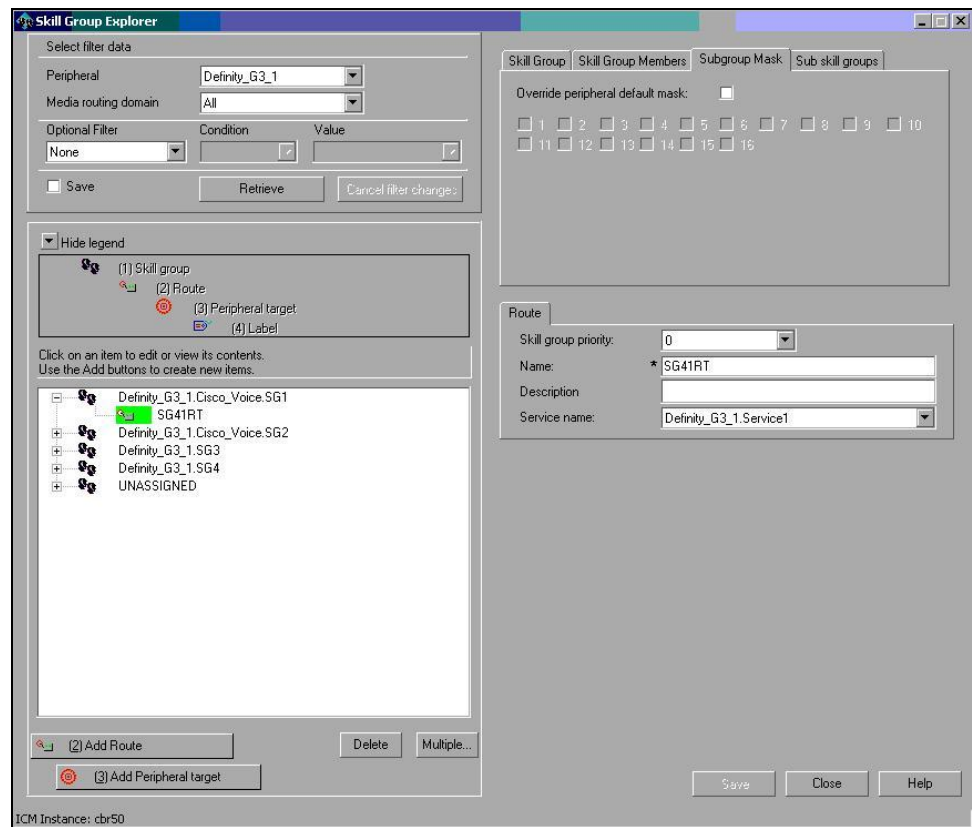 Skill Group Explorer
Select filter data
Peripheral
Definity_G3_1
Media routing domain
All
Optional Filter
Condition
Value
None
Save
Retrieve
Cancel filter changes
Hide legend
(1) Skill group
(2) Route
(3) Peripheral target
(4) Label
Click on an item to edit or view its contents.
Use the Add buttons to create new items.
Definity_G3_1.Cisco_Voice.SG1
SG41RT
Definity_G3_1.Cisco_Voice.SG2
Definity_G3_1.SG3
Definity_G3_1.SG4
UNASSIGNED
(2) Add Route
Delete
Multiple...
(3) Add Peripheral target
Skill Group
Skill Group Members
Subgroup Mask
Sub skill groups
Override peripheral default mask:
1 2 3 4 5 6 7 8 9 10
11 12 13 14 15 16
Route
Skill group priority:
0
Name:
* SG41RT
Description
Service name:
Definity_G3_1.Service1
Save
Close
Help
ICM Instance: cbr50